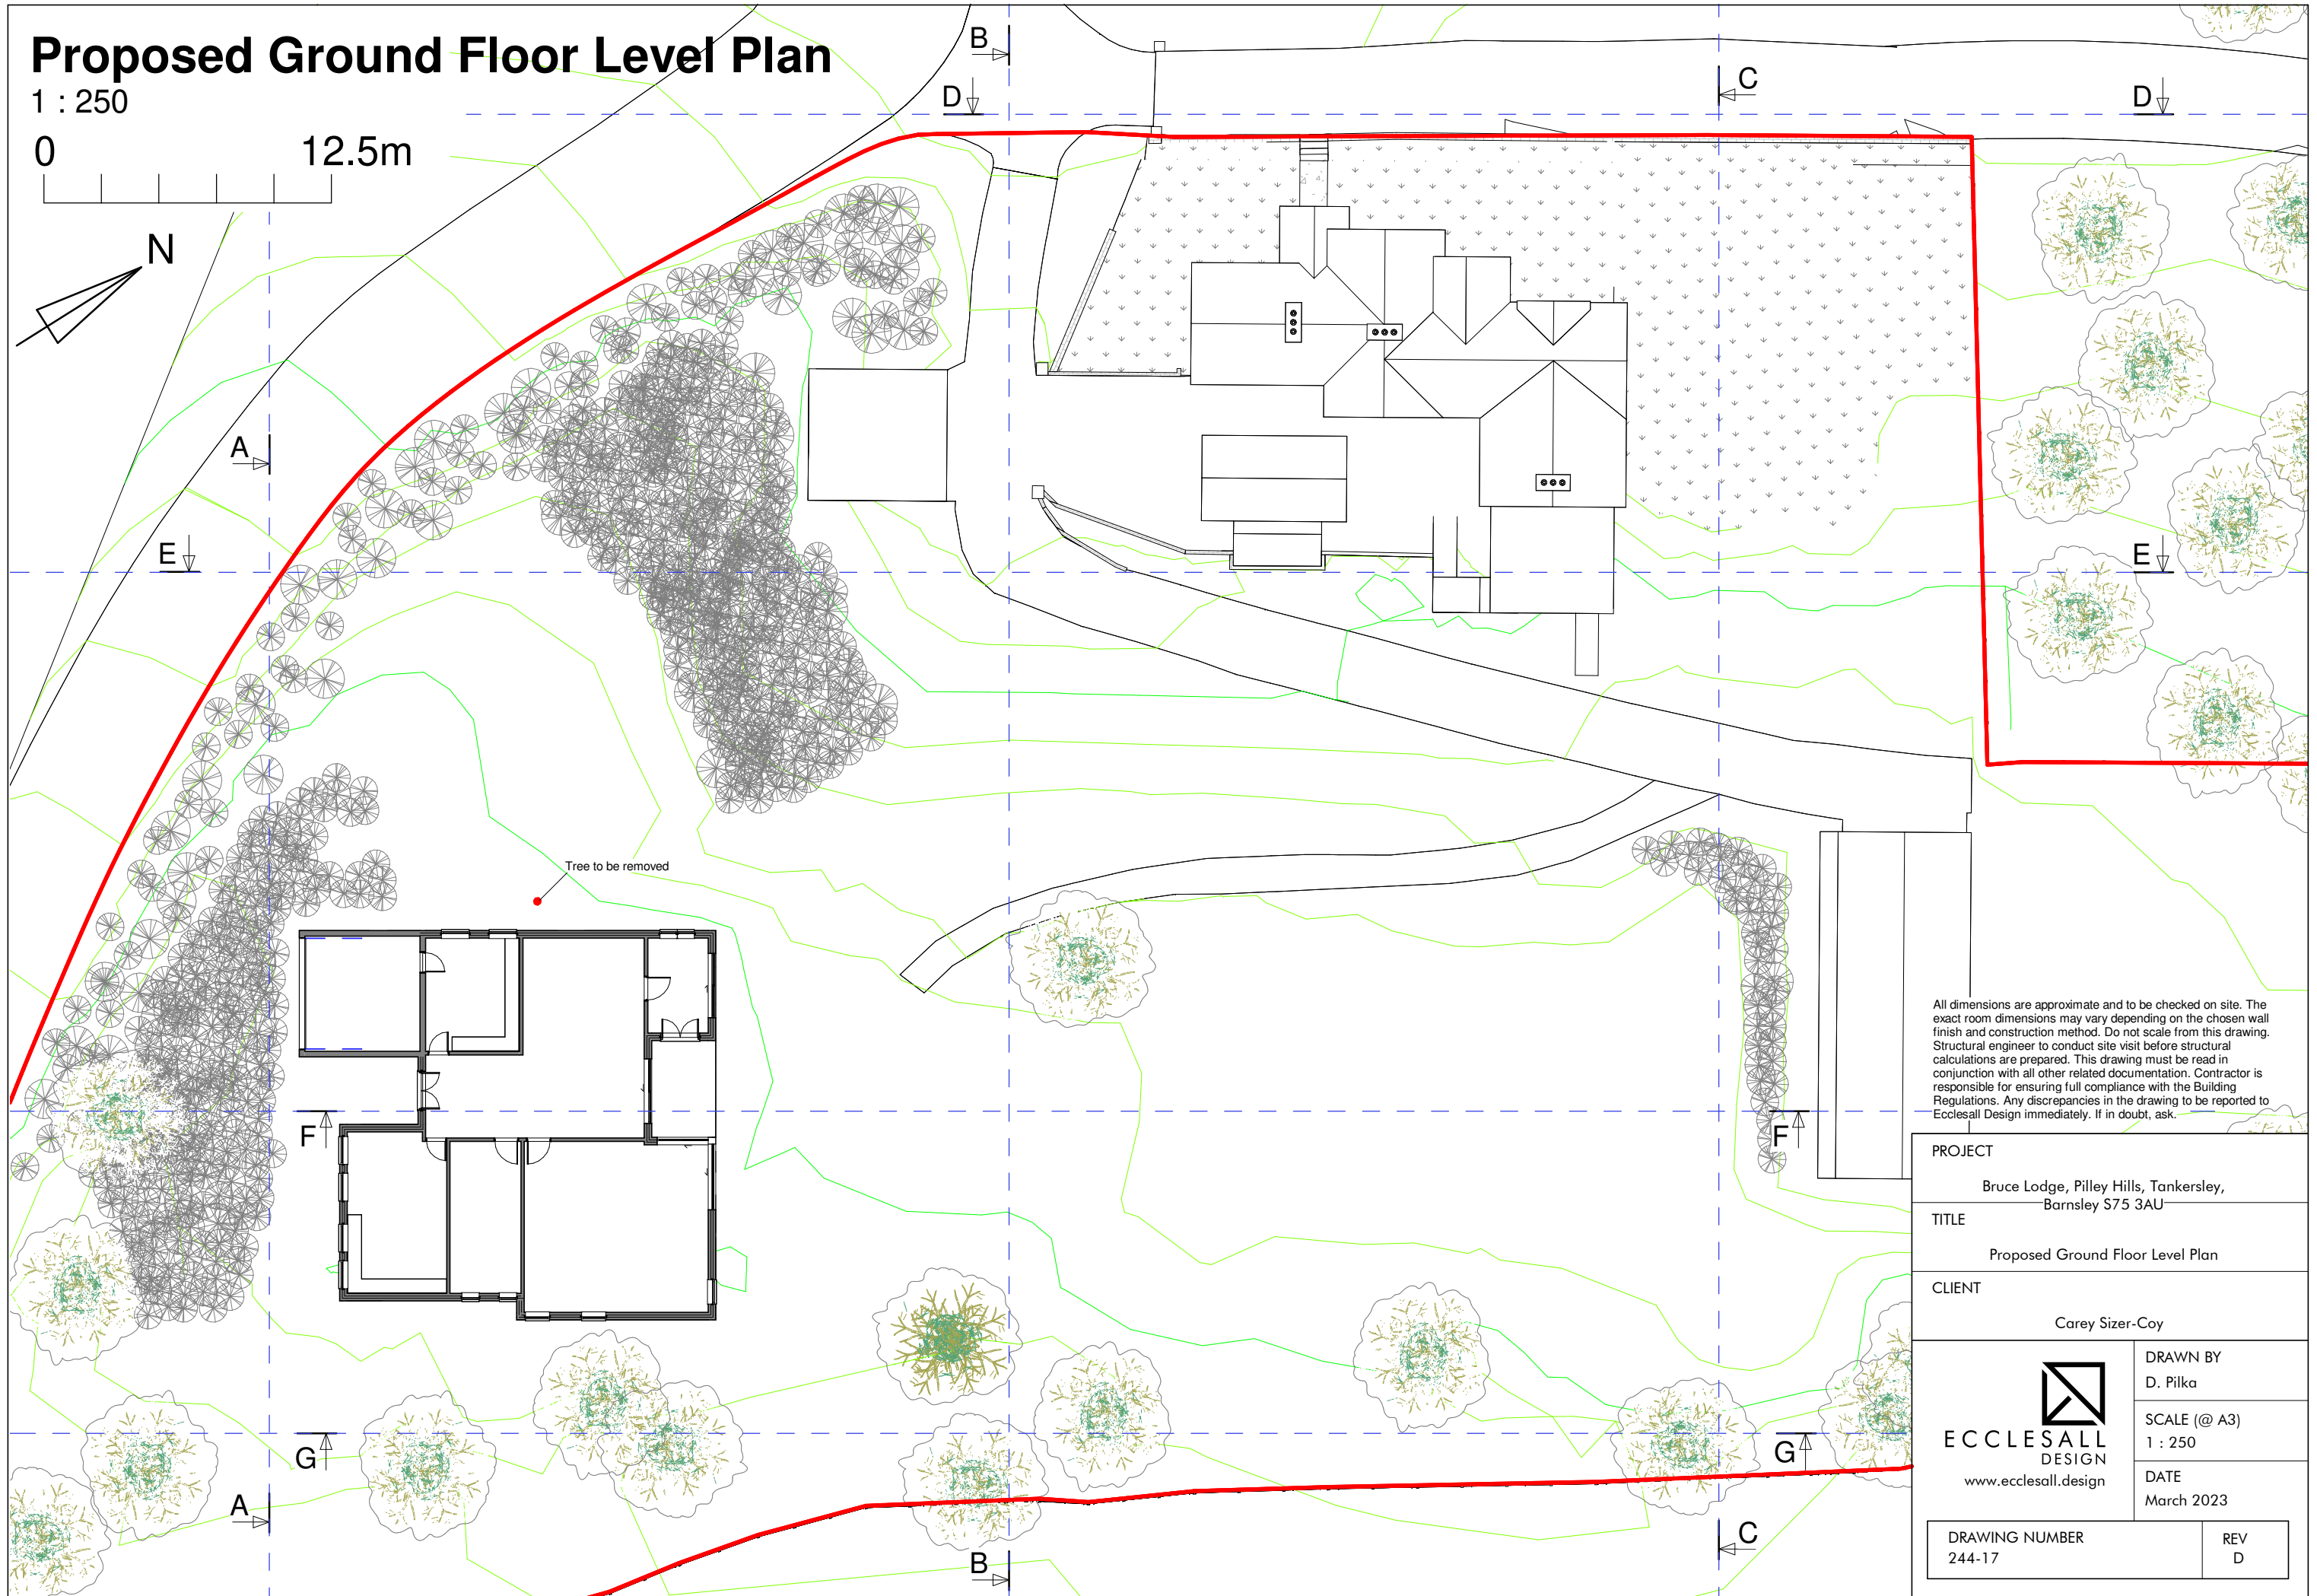 Proposed Ground Floor Level Plan
1 : 250
0 12.5m
N
B
D
C
D
A
E
E
Tree to be removed
F
F
G
G
A
B
C
All dimensions are approximate and to be checked on site. The
exact room dimensions may vary depending on the chosen wall
finish and construction method. Do not scale from this drawing.
Structural engineer to conduct site visit before structural
calculations are prepared. This drawing must be read in
conjunction with all other related documentation. Contractor is
responsible for ensuring full compliance with the Building
Regulations. Any discrepancies in the drawing to be reported to
Ecclesall Design immediately. If in doubt, ask.
PROJECT
Bruce Lodge, Pilley Hills, Tankersley,
Barnsley S75 3AU
TITLE
Proposed Ground Floor Level Plan
CLIENT
Carey Sizer-Coy
ECCLESALL
DESIGN
www.ecclesall.design
DRAWN BY
D. Pilka
SCALE (@ A3)
1 : 250
DATE
March 2023
DRAWING NUMBER
244-17
REV
D